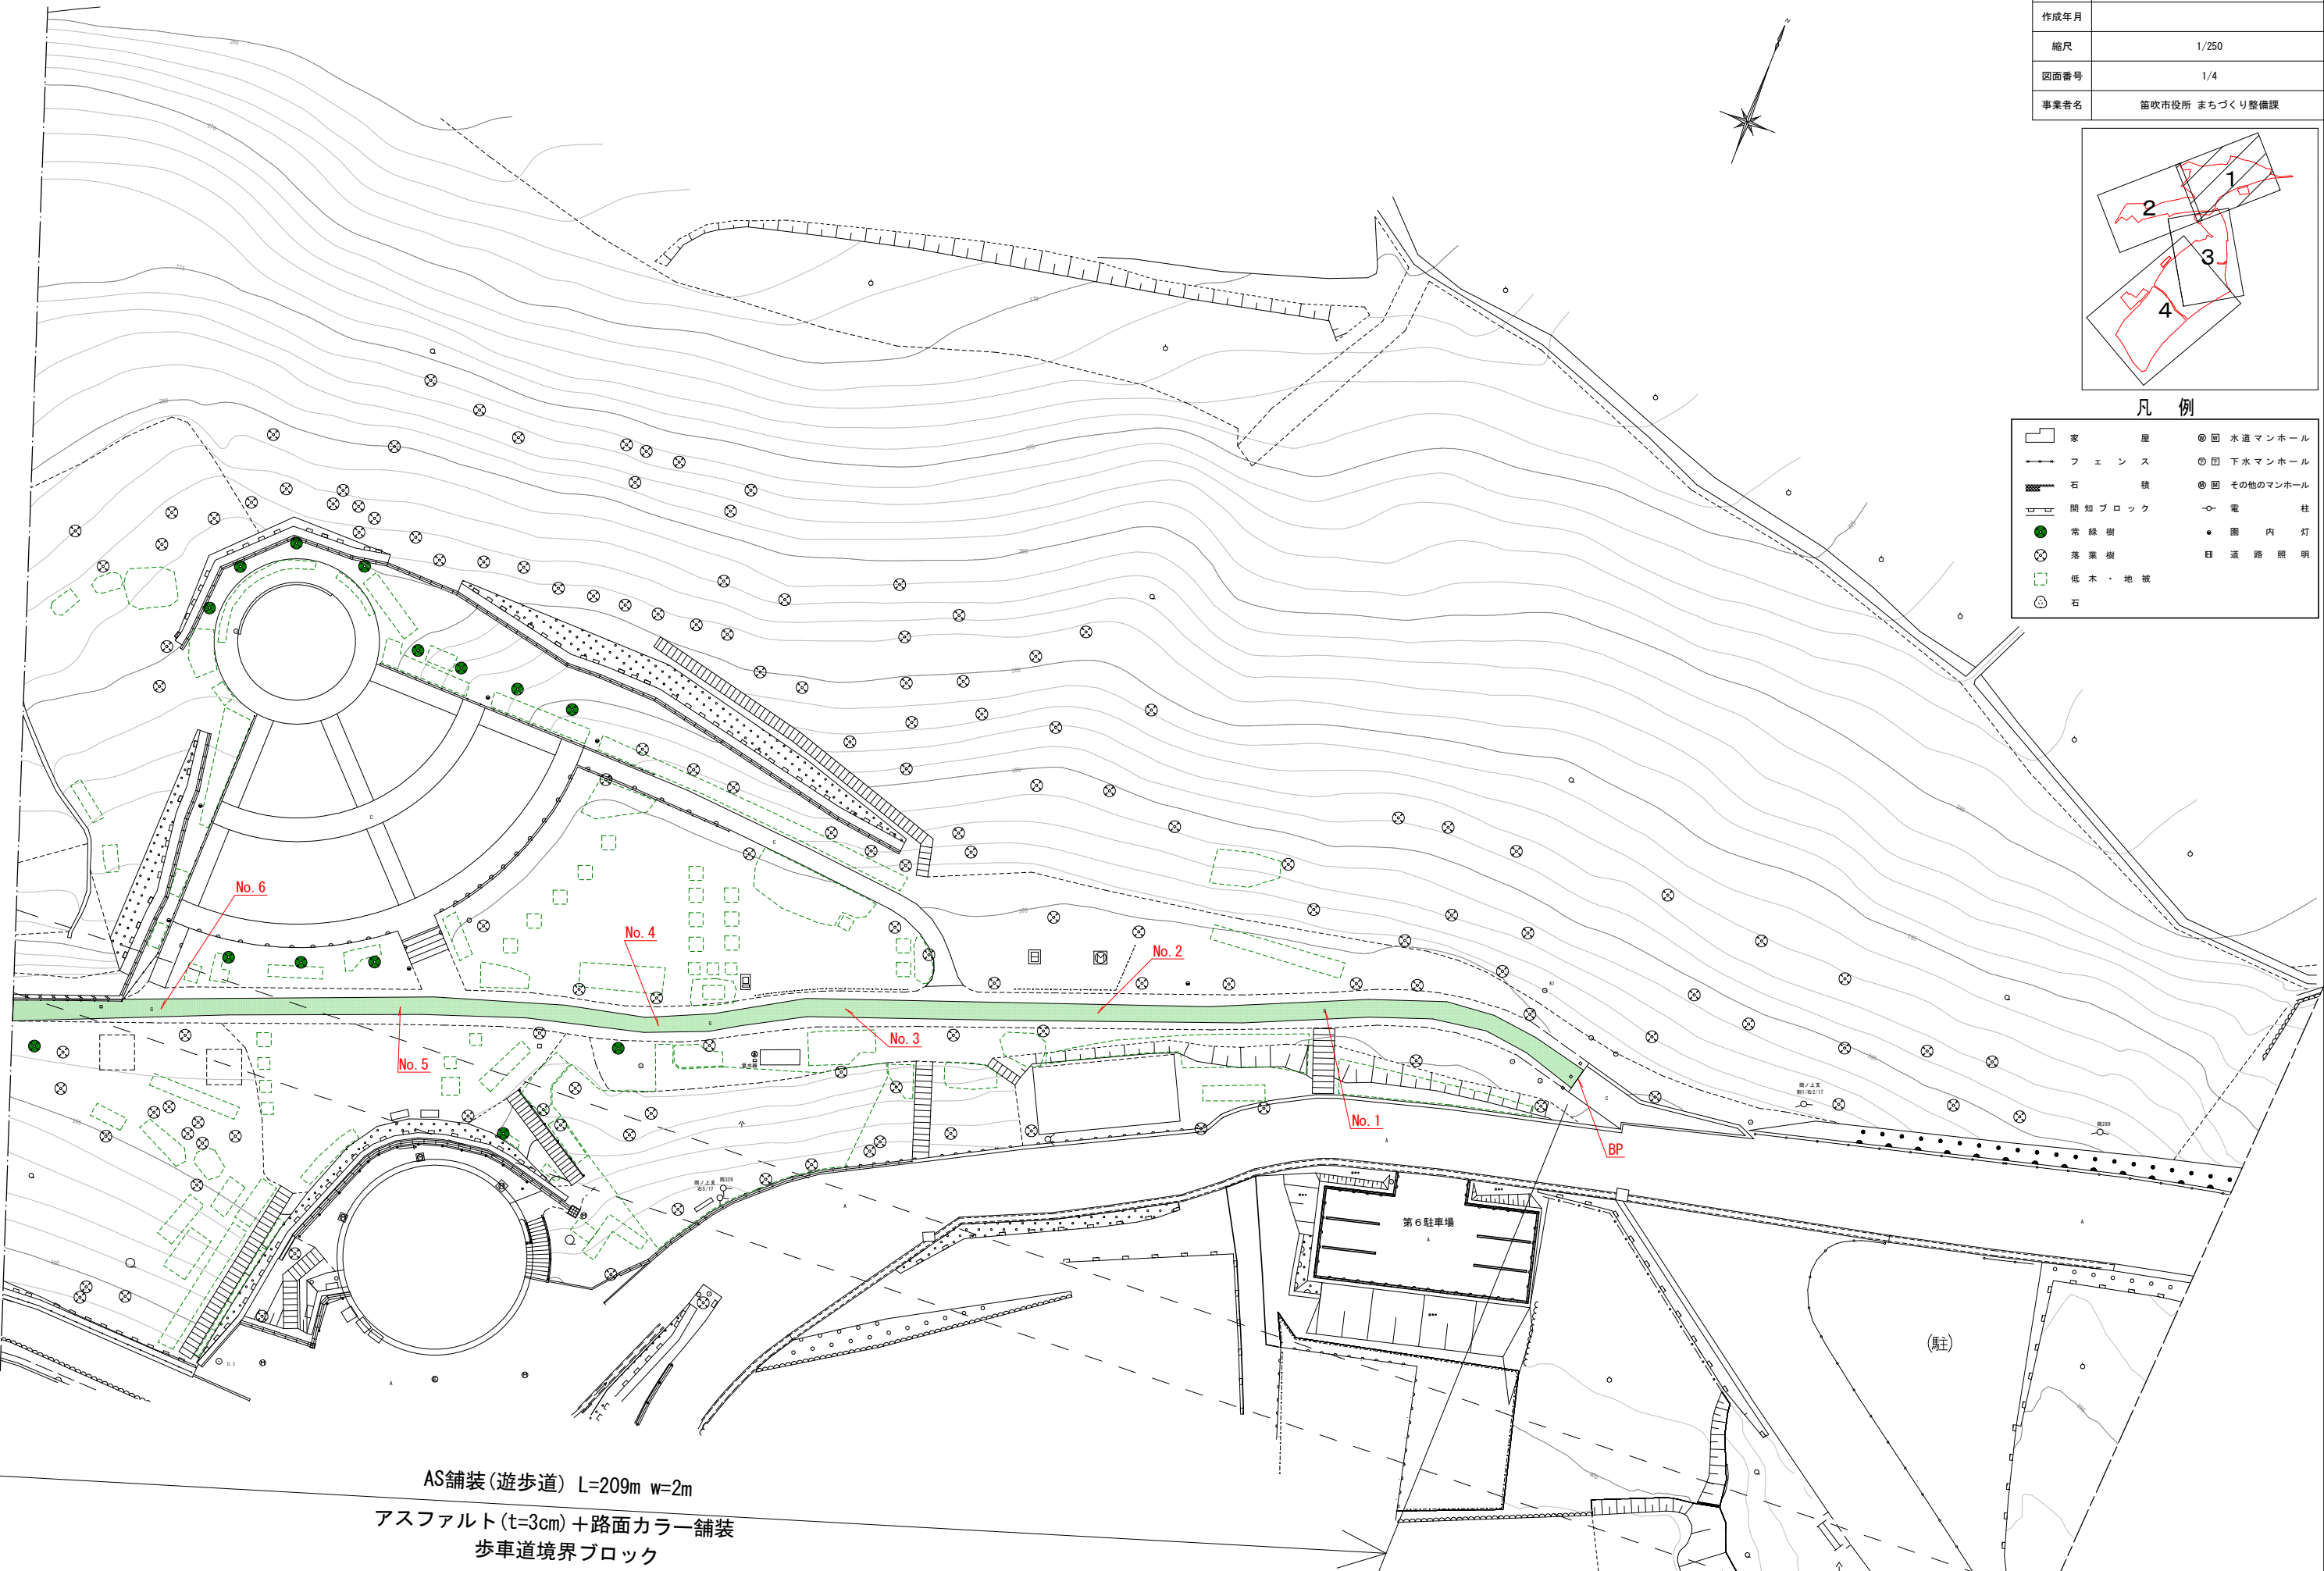 作成年月
縮尺 1/250
図面番号 1/4
事業者名 笛吹市役所 まちづくり整備課
1
2
3
4
凡 例
家 屋
フェンス
石 積
間知ブロック
常緑樹
落葉樹
低木・地被
石
水道マンホール
下水マンホール
その他のマンホール
電 柱
園 内 灯
道路照明
No.6
No.4
No.2
No.3
No.5
No.1
BP
第6駐車場
(駐)
AS舗装(遊歩道) L=209m w=2m
アスファルト(t=3cm)+路面カラー舗装
歩車道境界ブロック